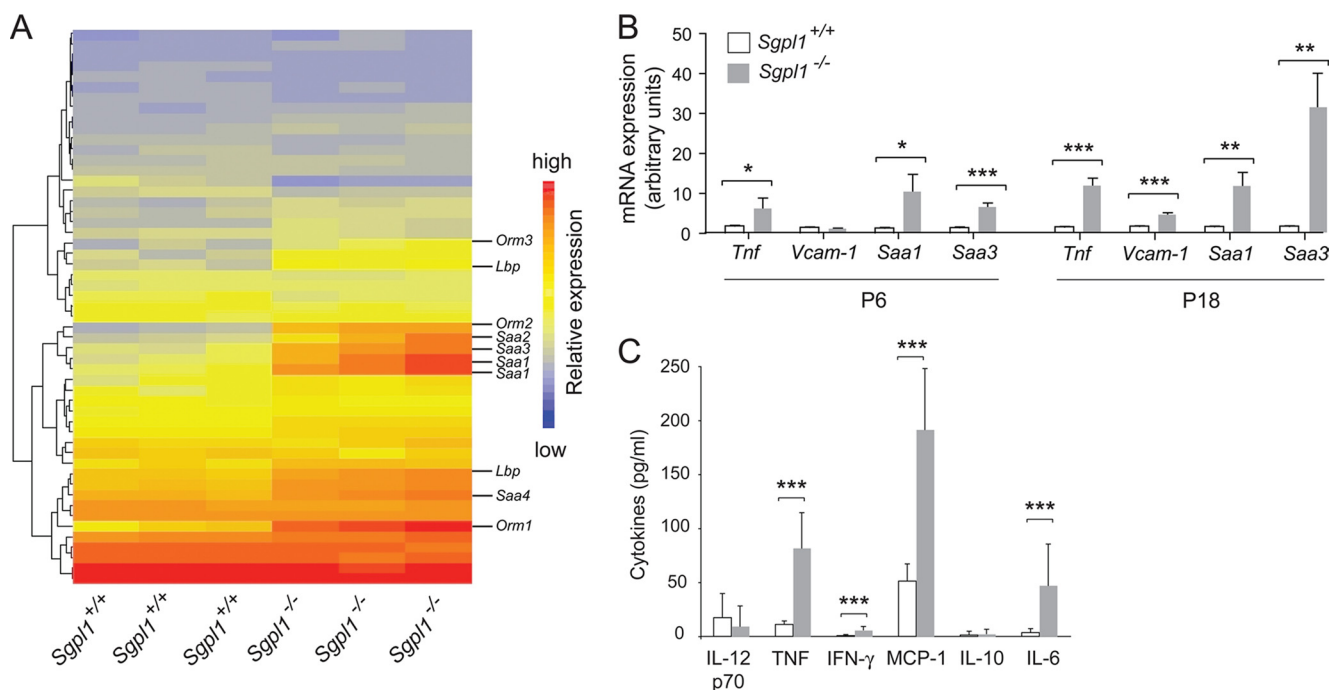 A
high
Relative expression
low
Orm3
Lbp
Orm2
Saa2
Saa3
Saa1
Saa1
Lbp
Saa4
Orm1
Sgpl1 +/+
Sgpl1 +/+
Sgpl1 +/+
Sgpl1 -/-
Sgpl1 -/-
Sgpl1 -/-
B
Sgpl1 +/+
Sgpl1 -/-
mRNA expression
(arbitrary units)
50
40
30
20
10
0
*
*
***
***
***
**
**
Tnf Vcam-1 Saa1 Saa3 Tnf Vcam-1 Saa1 Saa3
P6 P18
C
Cytokines (pg/ml)
250
200
150
100
50
0
***
***
***
***
IL-12 TNF IFN-γ MCP-1 IL-10 IL-6
p70